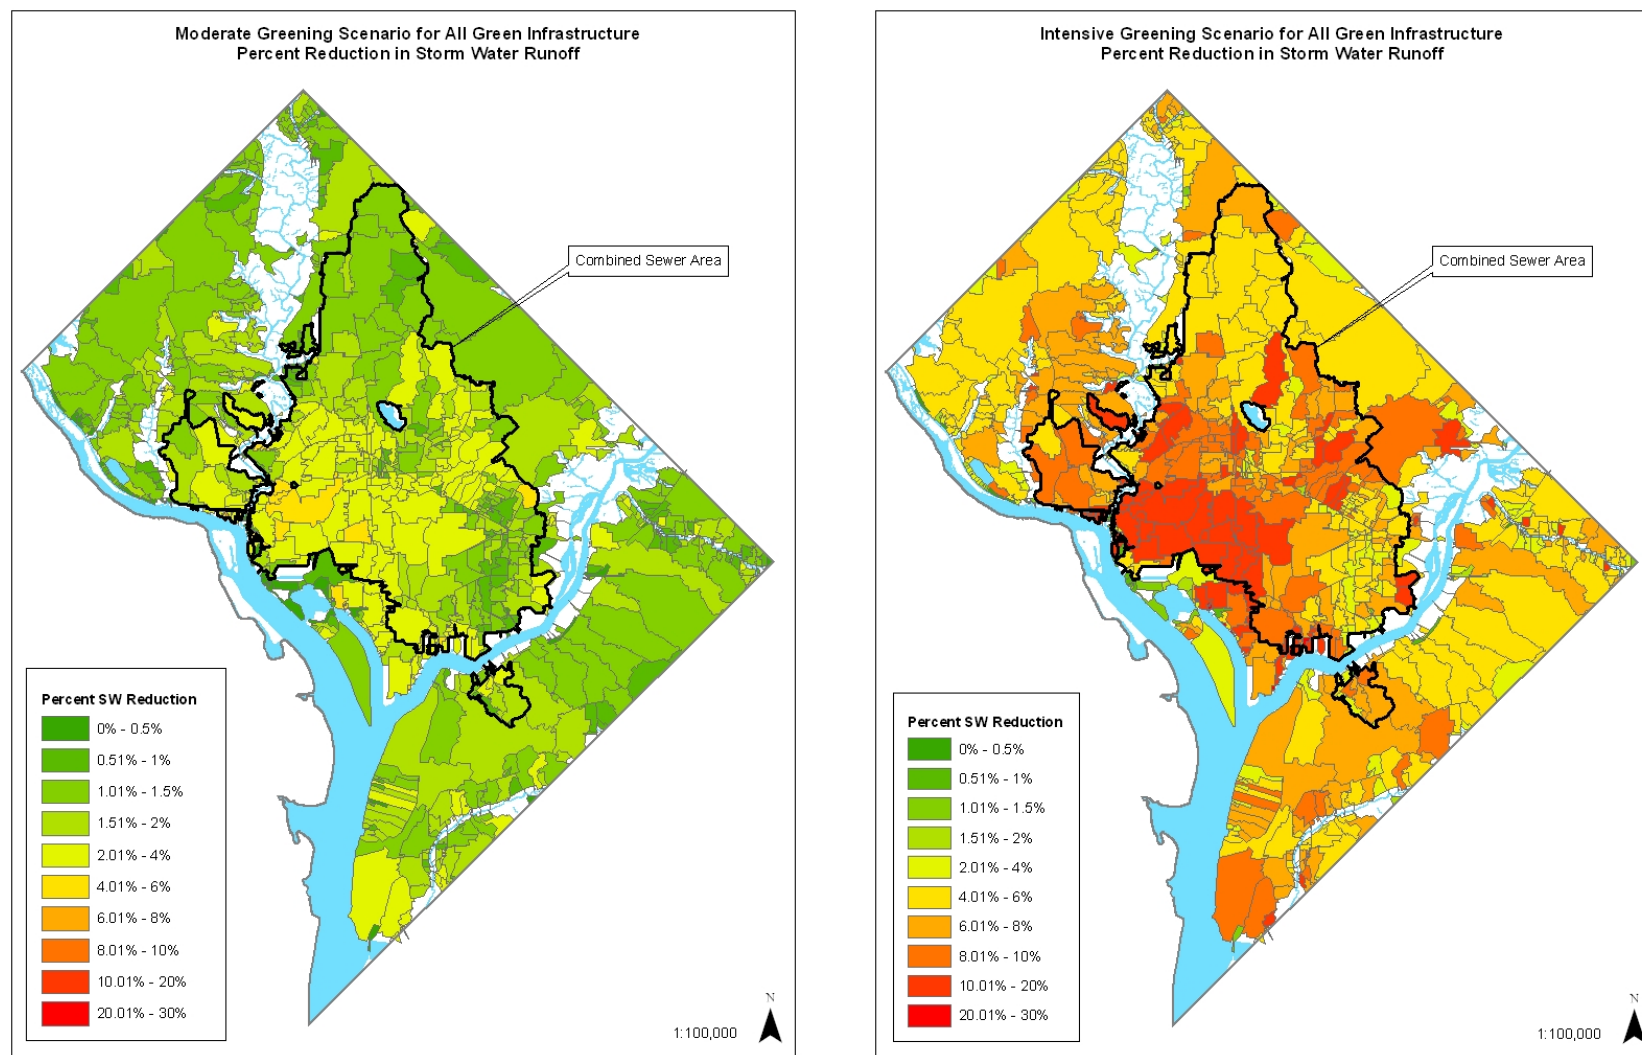 Moderate Greening Scenario for All Green Infrastructure
Percent Reduction in Storm Water Runoff
Combined Sewer Area
Percent SW Reduction
0% - 0.5%
0.51% - 1%
1.01% - 1.5%
1.51% - 2%
2.01% - 4%
4.01% - 6%
6.01% - 8%
8.01% - 10%
10.01% - 20%
20.01% - 30%
N
1:100,000
Intensive Greening Scenario for All Green Infrastructure
Percent Reduction in Storm Water Runoff
Combined Sewer Area
Percent SW Reduction
0% - 0.5%
0.51% - 1%
1.01% - 1.5%
1.51% - 2%
2.01% - 4%
4.01% - 6%
6.01% - 8%
8.01% - 10%
10.01% - 20%
20.01% - 30%
N
1:100,000